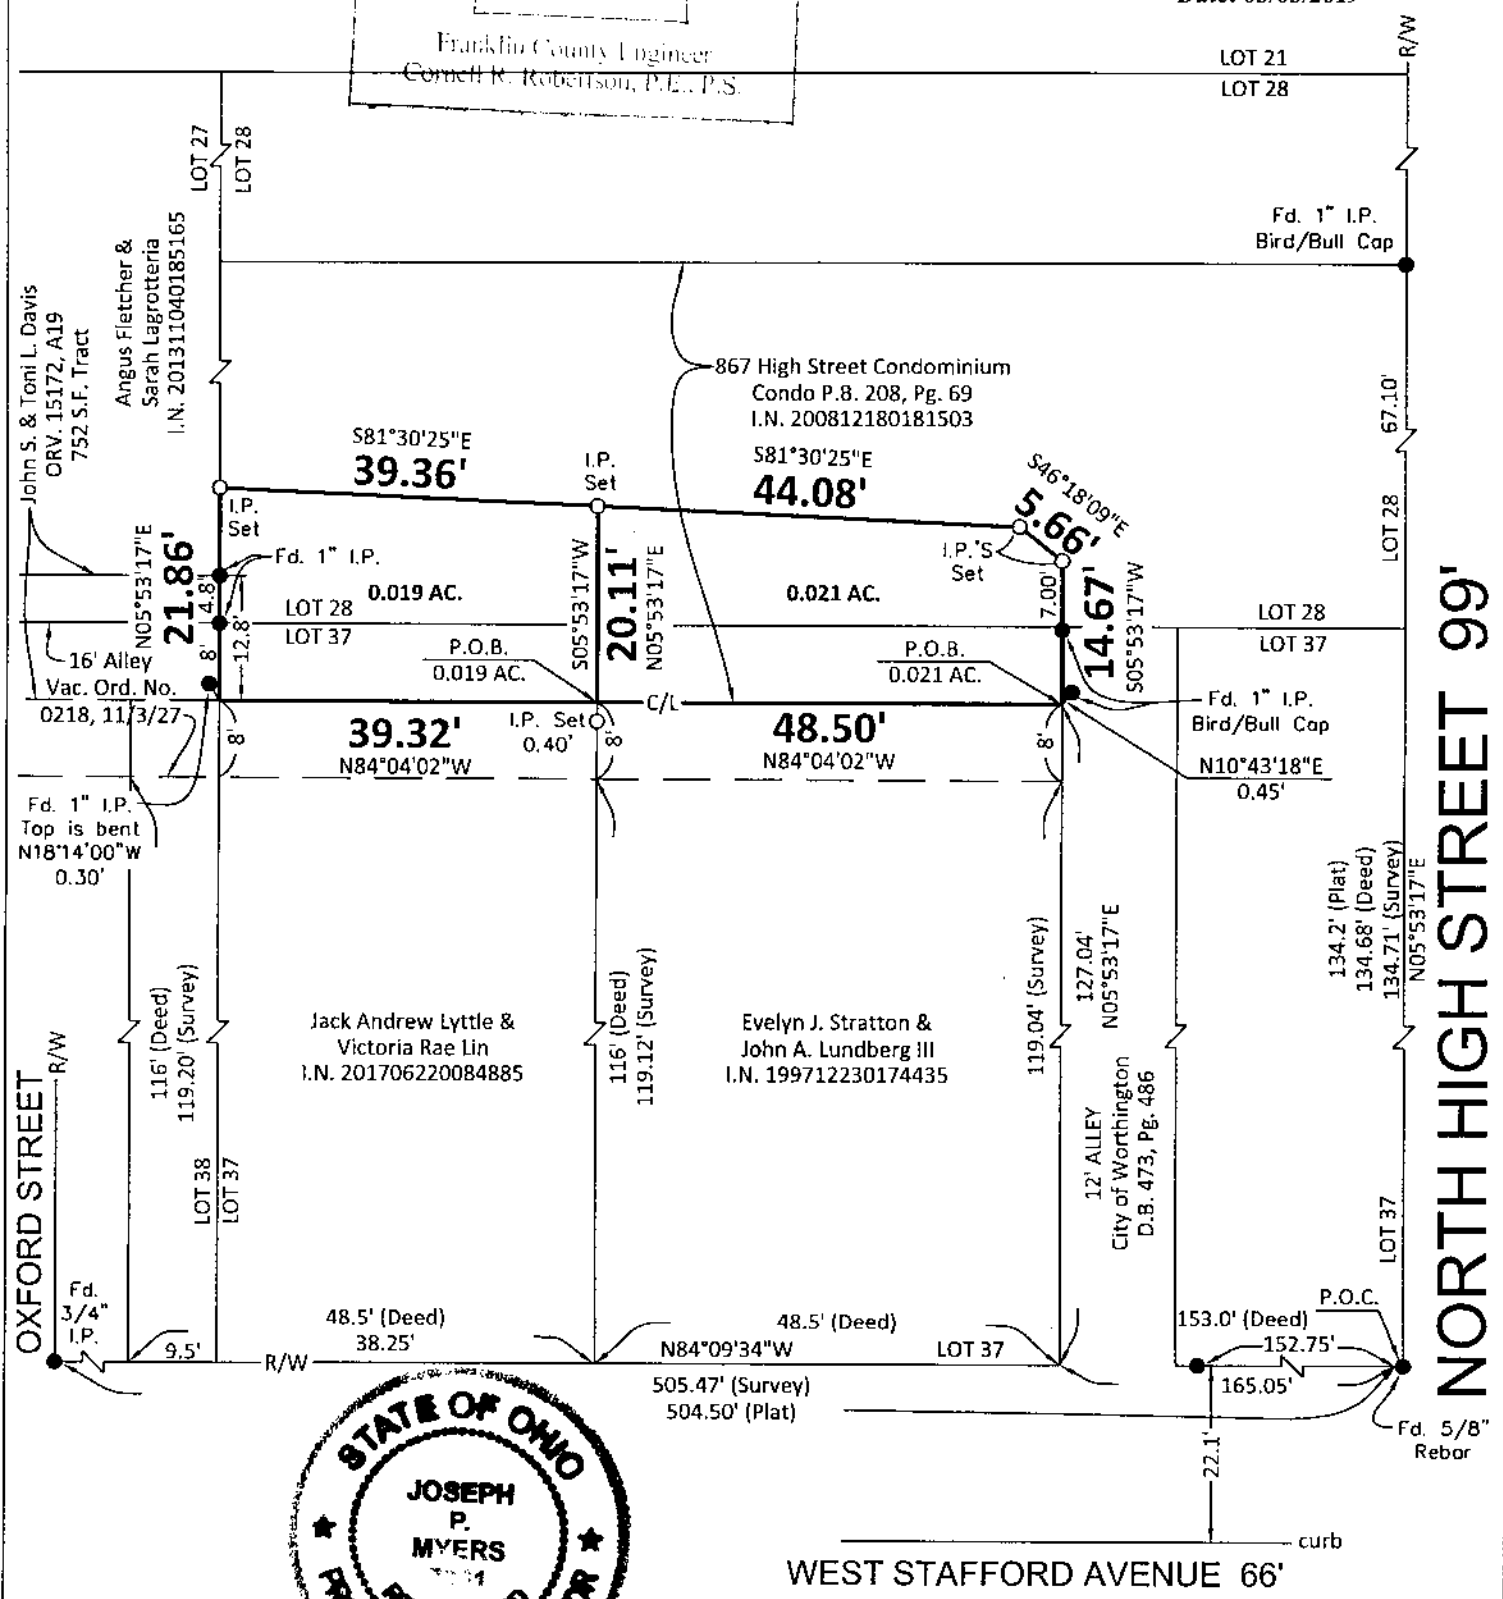 Franklin County Engineer
Cornell R. Robertson, P.E., P.S.
R/W
LOT 21
LOT 28
LOT 27
LOT 28
Fd. 1" I.P.
Bird/Bull Cap
John S. & Toni L. Davis
ORV. 15172, A19
752 S.F. Tract
Angus Fletcher &
Sarah Lagrotteria
I.N. 201311040185165
867 High Street Condominium
Condo P.B. 208, Pg. 69
I.N. 200812180181503
67.10'
LOT 28
S81°30'25"E
39.36'
I.P.
Set
S81°30'25"E
44.08'
S46°18'09"E
5.66'
I.P.
Set
I.P.'S
Set
Fd. 1" I.P.
N05°53'17"E
21.86'
4.8'
12.8'
8'
0.019 AC.
LOT 28
LOT 37
S05°53'17"W
20.11'
N05°53'17"E
0.021 AC.
7.00'
14.67'
S05°53'17"W
LOT 28
LOT 37
P.O.B.
0.019 AC.
P.O.B.
0.021 AC.
16' Alley
Vac. Ord. No.
0218, 11/3/27
C/L
Fd. 1" I.P.
Bird/Bull Cap
8'
39.32'
N84°04'02"W
I.P. Set
0.40'
8'
48.50'
N84°04'02"W
8'
N10°43'18"E
0.45'
Fd. 1" I.P.
Top is bent
N18°14'00"W
0.30'
134.2' (Plat)
134.68' (Deed)
134.71' (Survey)
N05°53'17"E
NORTH HIGH STREET 99'
116' (Deed)
119.20' (Survey)
Jack Andrew Lyttle &
Victoria Rae Lin
I.N. 201706220084885
116' (Deed)
119.12' (Survey)
Evelyn J. Stratton &
John A. Lundberg III
I.N. 199712230174435
119.04' (Survey)
127.04'
N05°53'17"E
12' ALLEY
City of Worthington
D.B. 473, Pg. 486
OXFORD STREET
R/W
LOT 38
LOT 37
LOT 37
Fd.
3/4"
I.P.
9.5'
R/W
48.5' (Deed)
38.25'
48.5' (Deed)
N84°09'34"W
LOT 37
505.47' (Survey)
504.50' (Plat)
P.O.C.
153.0' (Deed)
152.75'
165.05'
Fd. 5/8"
Rebar
22.1'
curb
WEST STAFFORD AVENUE 66'
STATE OF OHIO
JOSEPH
P.
MYERS